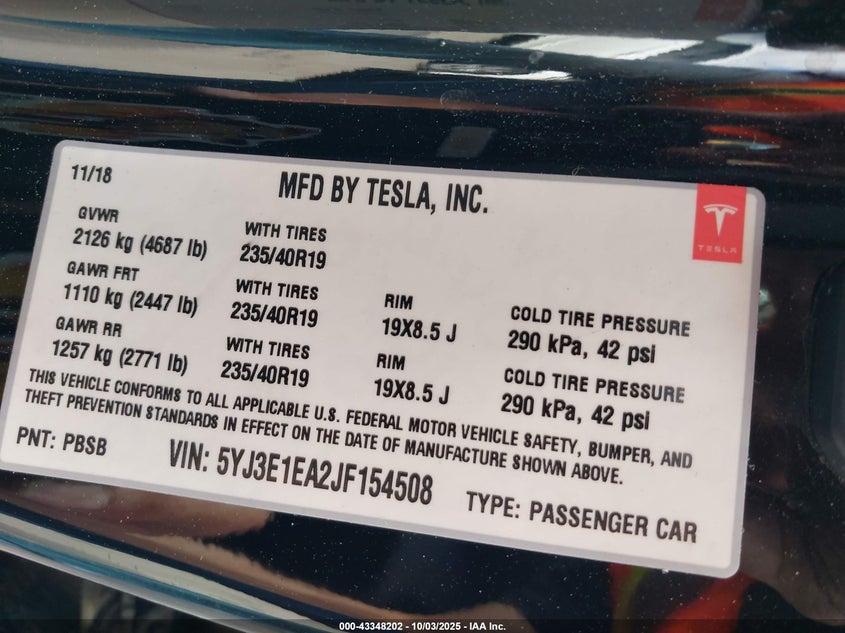 11/18
MFD BY TESLA, INC.
TESLA
GVWR
2126 kg (4687 lb)
WITH TIRES
235/40R19
GAWR FRT
1110 kg (2447 lb)
WITH TIRES
235/40R19
RIM
19X8.5 J
COLD TIRE PRESSURE
290 kPa, 42 psi
GAWR RR
1257 kg (2771 lb)
WITH TIRES
235/40R19
RIM
19X8.5 J
COLD TIRE PRESSURE
290 kPa, 42 psi
THIS VEHICLE CONFORMS TO ALL APPLICABLE U.S. FEDERAL MOTOR VEHICLE SAFETY, BUMPER, AND
THEFT PREVENTION STANDARDS IN EFFECT ON THE DATE OF MANUFACTURE SHOWN ABOVE.
PNT: PBSB
VIN: 5YJ3E1EA2JF154508
TYPE: PASSENGER CAR
000-43348202 - 10/03/2025 - IAA Inc.